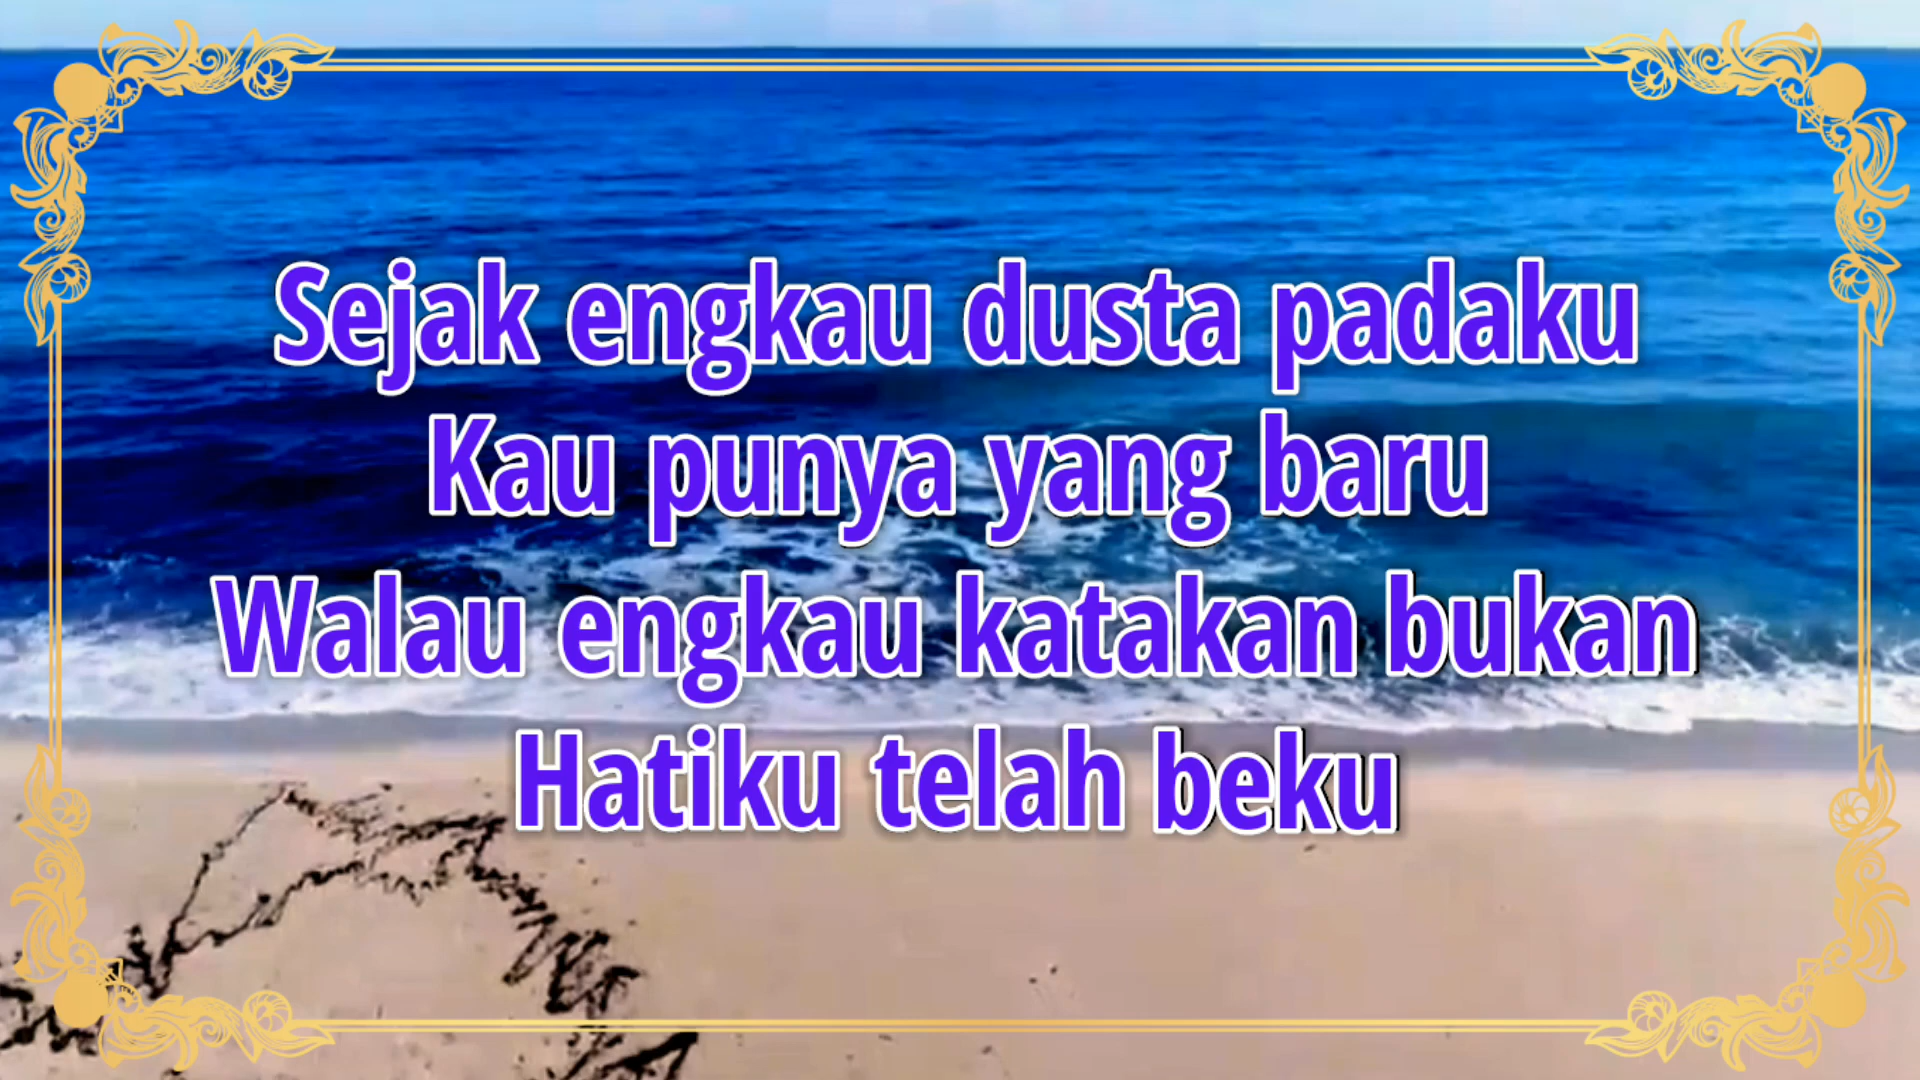 Sejak engkau dusta padaku
Kau punya yang baru
Walau engkau katakan bukan
Hatiku telah beku